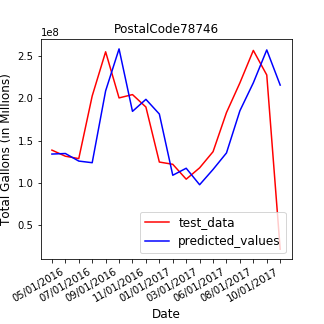 PostalCode78746
1e8
2.5
2.0
1.5
1.0
0.5
Total Gallons (in Millions)
test_data
predicted_values
05/01/2016
07/01/2016
09/01/2016
11/01/2016
01/01/2017
03/01/2017
06/01/2017
08/01/2017
10/01/2017
Date